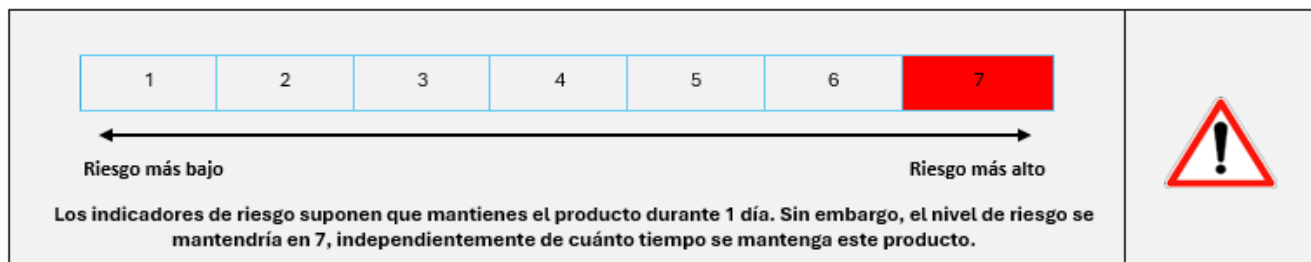 1 2 3 4 5 6 7
Riesgo más bajo Riesgo más alto
Los indicadores de riesgo suponen que mantienes el producto durante 1 día. Sin embargo, el nivel de riesgo se
mantendría en 7, independientemente de cuánto tiempo se mantenga este producto.